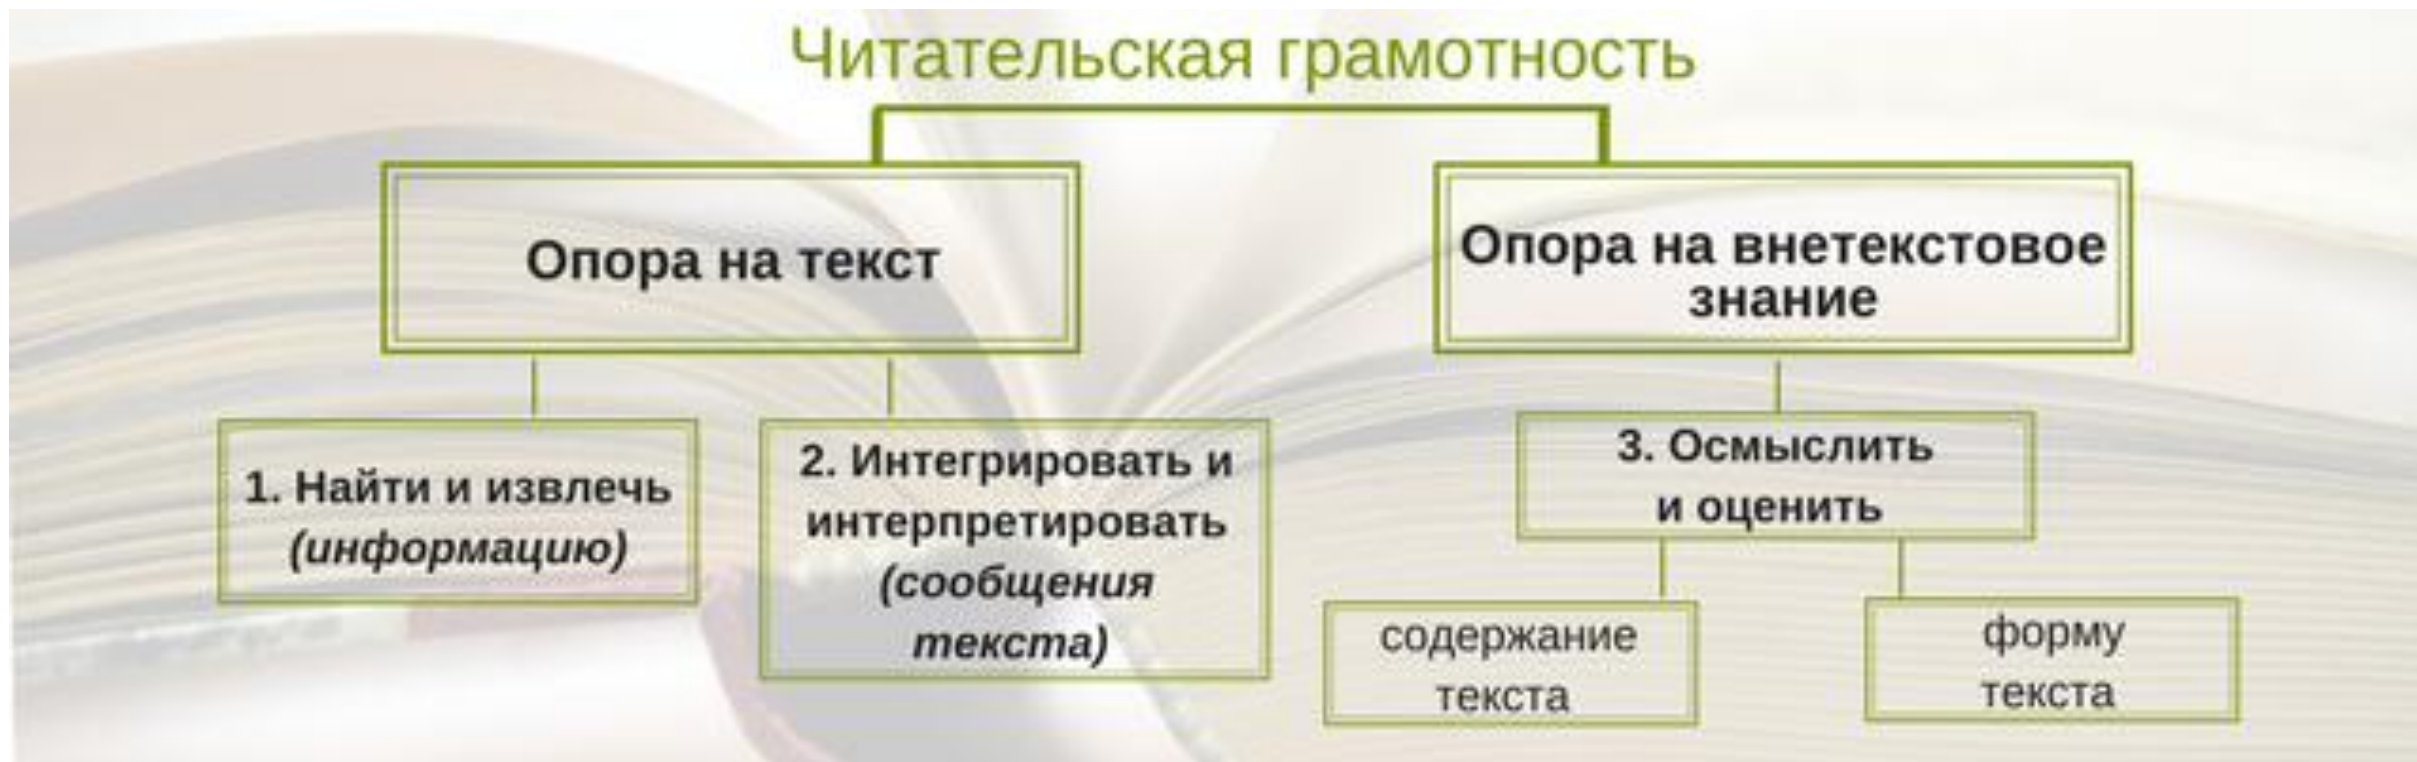 Читательская грамотность
Опора на текст
Опора на внетекстовое
знание
1. Найти и извлечь
(информацию)
2. Интегрировать и
интерпретировать
(сообщения
текста)
3. Осмыслить
и оценить
содержание
текста
форму
текста